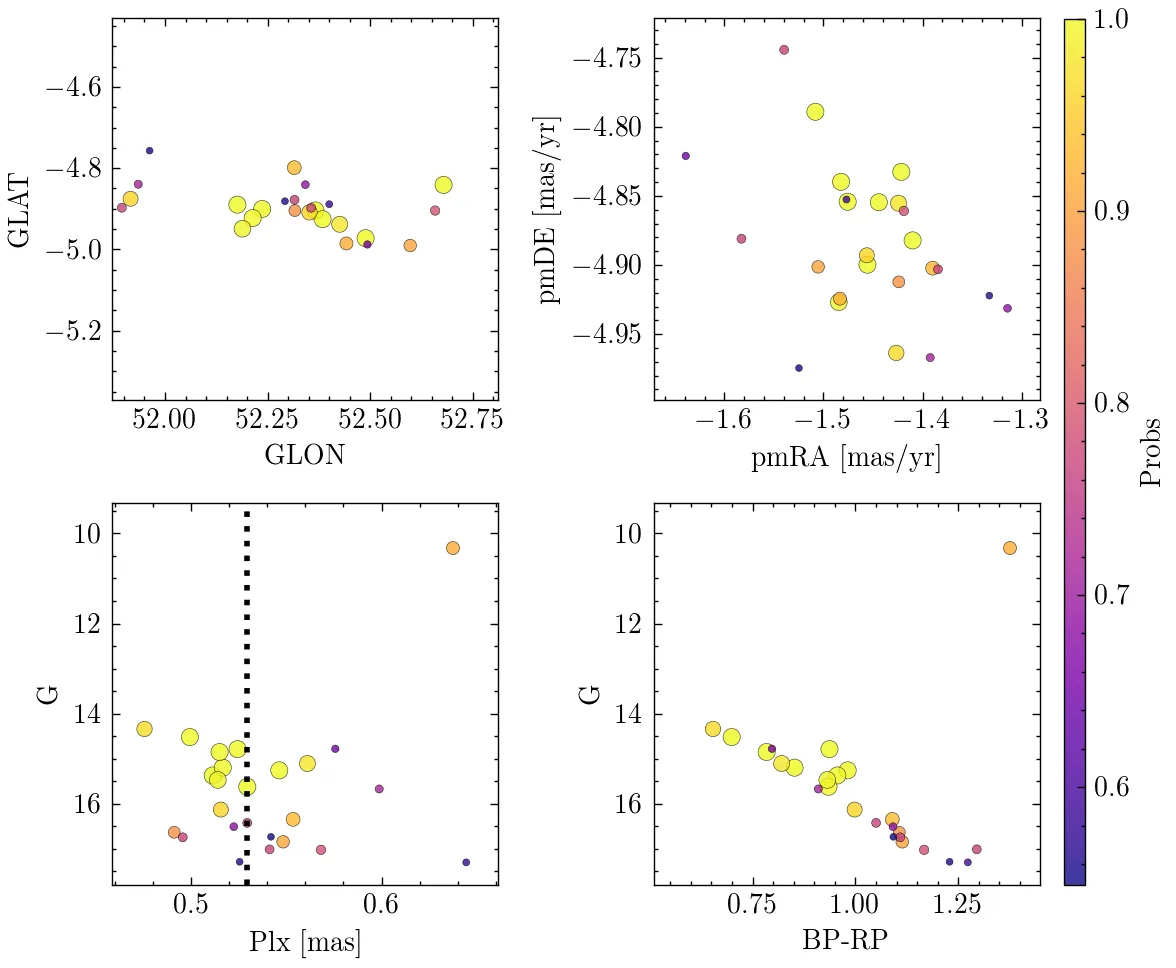 −4.6
−4.8
−5.0
−5.2
GLAT
52.00 52.25 52.50 52.75
GLON
−4.75
−4.80
−4.85
−4.90
−4.95
pmDE [mas/yr]
−1.6 −1.5 −1.4 −1.3
pmRA [mas/yr]
10
12
14
16
G
0.5 0.6
Plx [mas]
10
12
14
16
G
0.75 1.00 1.25
BP-RP
1.0
0.9
0.8
0.7
0.6
Probs